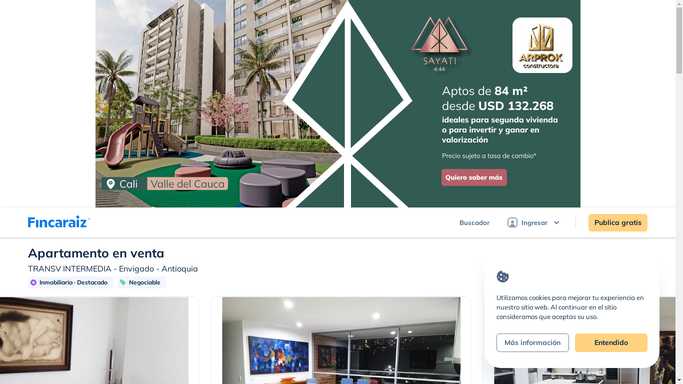 SAYATI
4:44
ARPROK
constructora
Aptos de 84 m²
desde USD 132.268
ideales para segunda vivienda
o para invertir y ganar en
valorización
Precio sujeto a tasa de cambio*
Quiero saber más
Cali Valle del Cauca
Fincaraiz
Buscador Ingresar Publica gratis
Apartamento en venta
TRANSV INTERMEDIA - Envigado - Antioquia
Inmobiliario · Destacado Negociable
Utilizamos cookies para mejorar tu experiencia en
nuestro sitio web. Al continuar en el sitio
consideramos que aceptas su uso.
Más información Entendido